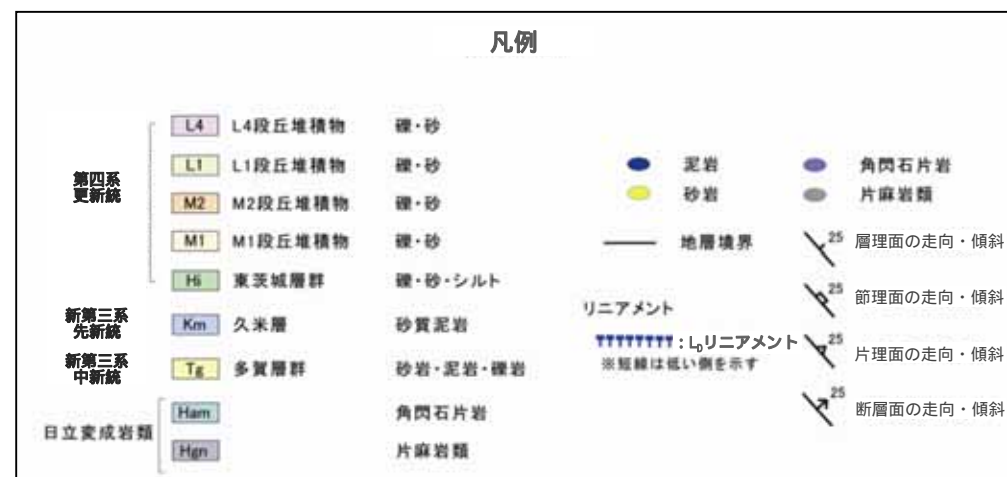 凡例
第四系
更新統
L4 L4段丘堆積物 礫・砂
L1 L1段丘堆積物 礫・砂
M2 M2段丘堆積物 礫・砂
M1 M1段丘堆積物 礫・砂
Hi 東茨城層群 礫・砂・シルト
新第三系
先新統
Km 久米層 砂質泥岩
新第三系
中新統
Tg 多賀層群 砂岩・泥岩・礫岩
日立変成岩類
Ham 角閃石片岩
Hgn 片麻岩類
泥岩
砂岩
角閃石片岩
片麻岩類
地層境界
リニアメント
:LDリニアメント
※短線は低い側を示す
25 層理面の走向・傾斜
25 節理面の走向・傾斜
25 片理面の走向・傾斜
25 断層面の走向・傾斜